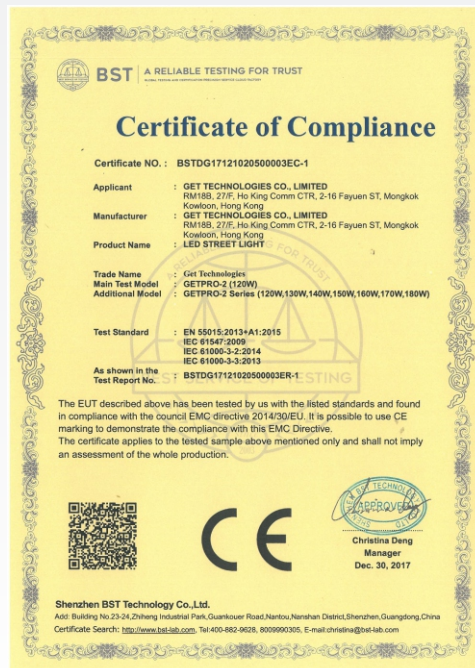 BST A RELIABLE TESTING FOR TRUST
GLOBAL TESTING AND CERTIFICATION PRECISION SERVICE CLOUD FACTORY
Certificate of Compliance
Certificate NO. : BSTDG17121020500003EC-1
Applicant : GET TECHNOLOGIES CO., LIMITED
RM18B, 27/F, Ho King Comm CTR, 2-16 Fayuen ST, Mongkok
Kowloon, Hong Kong
Manufacturer : GET TECHNOLOGIES CO., LIMITED
RM18B, 27/F, Ho King Comm CTR, 2-16 Fayuen ST, Mongkok
Kowloon, Hong Kong
Product Name : LED STREET LIGHT
Trade Name : Get Technologies
Main Test Model : GETPRO-2 (120W)
Additional Model : GETPRO-2 Series (120W,130W,140W,150W,160W,170W,180W)
Test Standard : EN 55015:2013+A1:2015
IEC 61547:2009
IEC 61000-3-2:2014
IEC 61000-3-3:2013
As shown in the
Test Report No. : BSTDG17121020500003ER-1
The EUT described above has been tested by us with the listed standards and found
in compliance with the council EMC directive 2014/30/EU. It is possible to use CE
marking to demonstrate the compliance with this EMC Directive.
The certificate applies to the tested sample above mentioned only and shall not imply
an assessment of the whole production.
CE
APPROVED
Christina Deng
Manager
Dec. 30, 2017
Shenzhen BST Technology Co.,Ltd.
Add: Building No.23-24,Zhiheng Industrial Park,Guankouer Road,Nantou,Nanshan District,Shenzhen,Guangdong,China
Certificate Search: http://www.bst-lab.com, Tel:400-882-9628, 8009990305, E-mail:christina@bst-lab.com